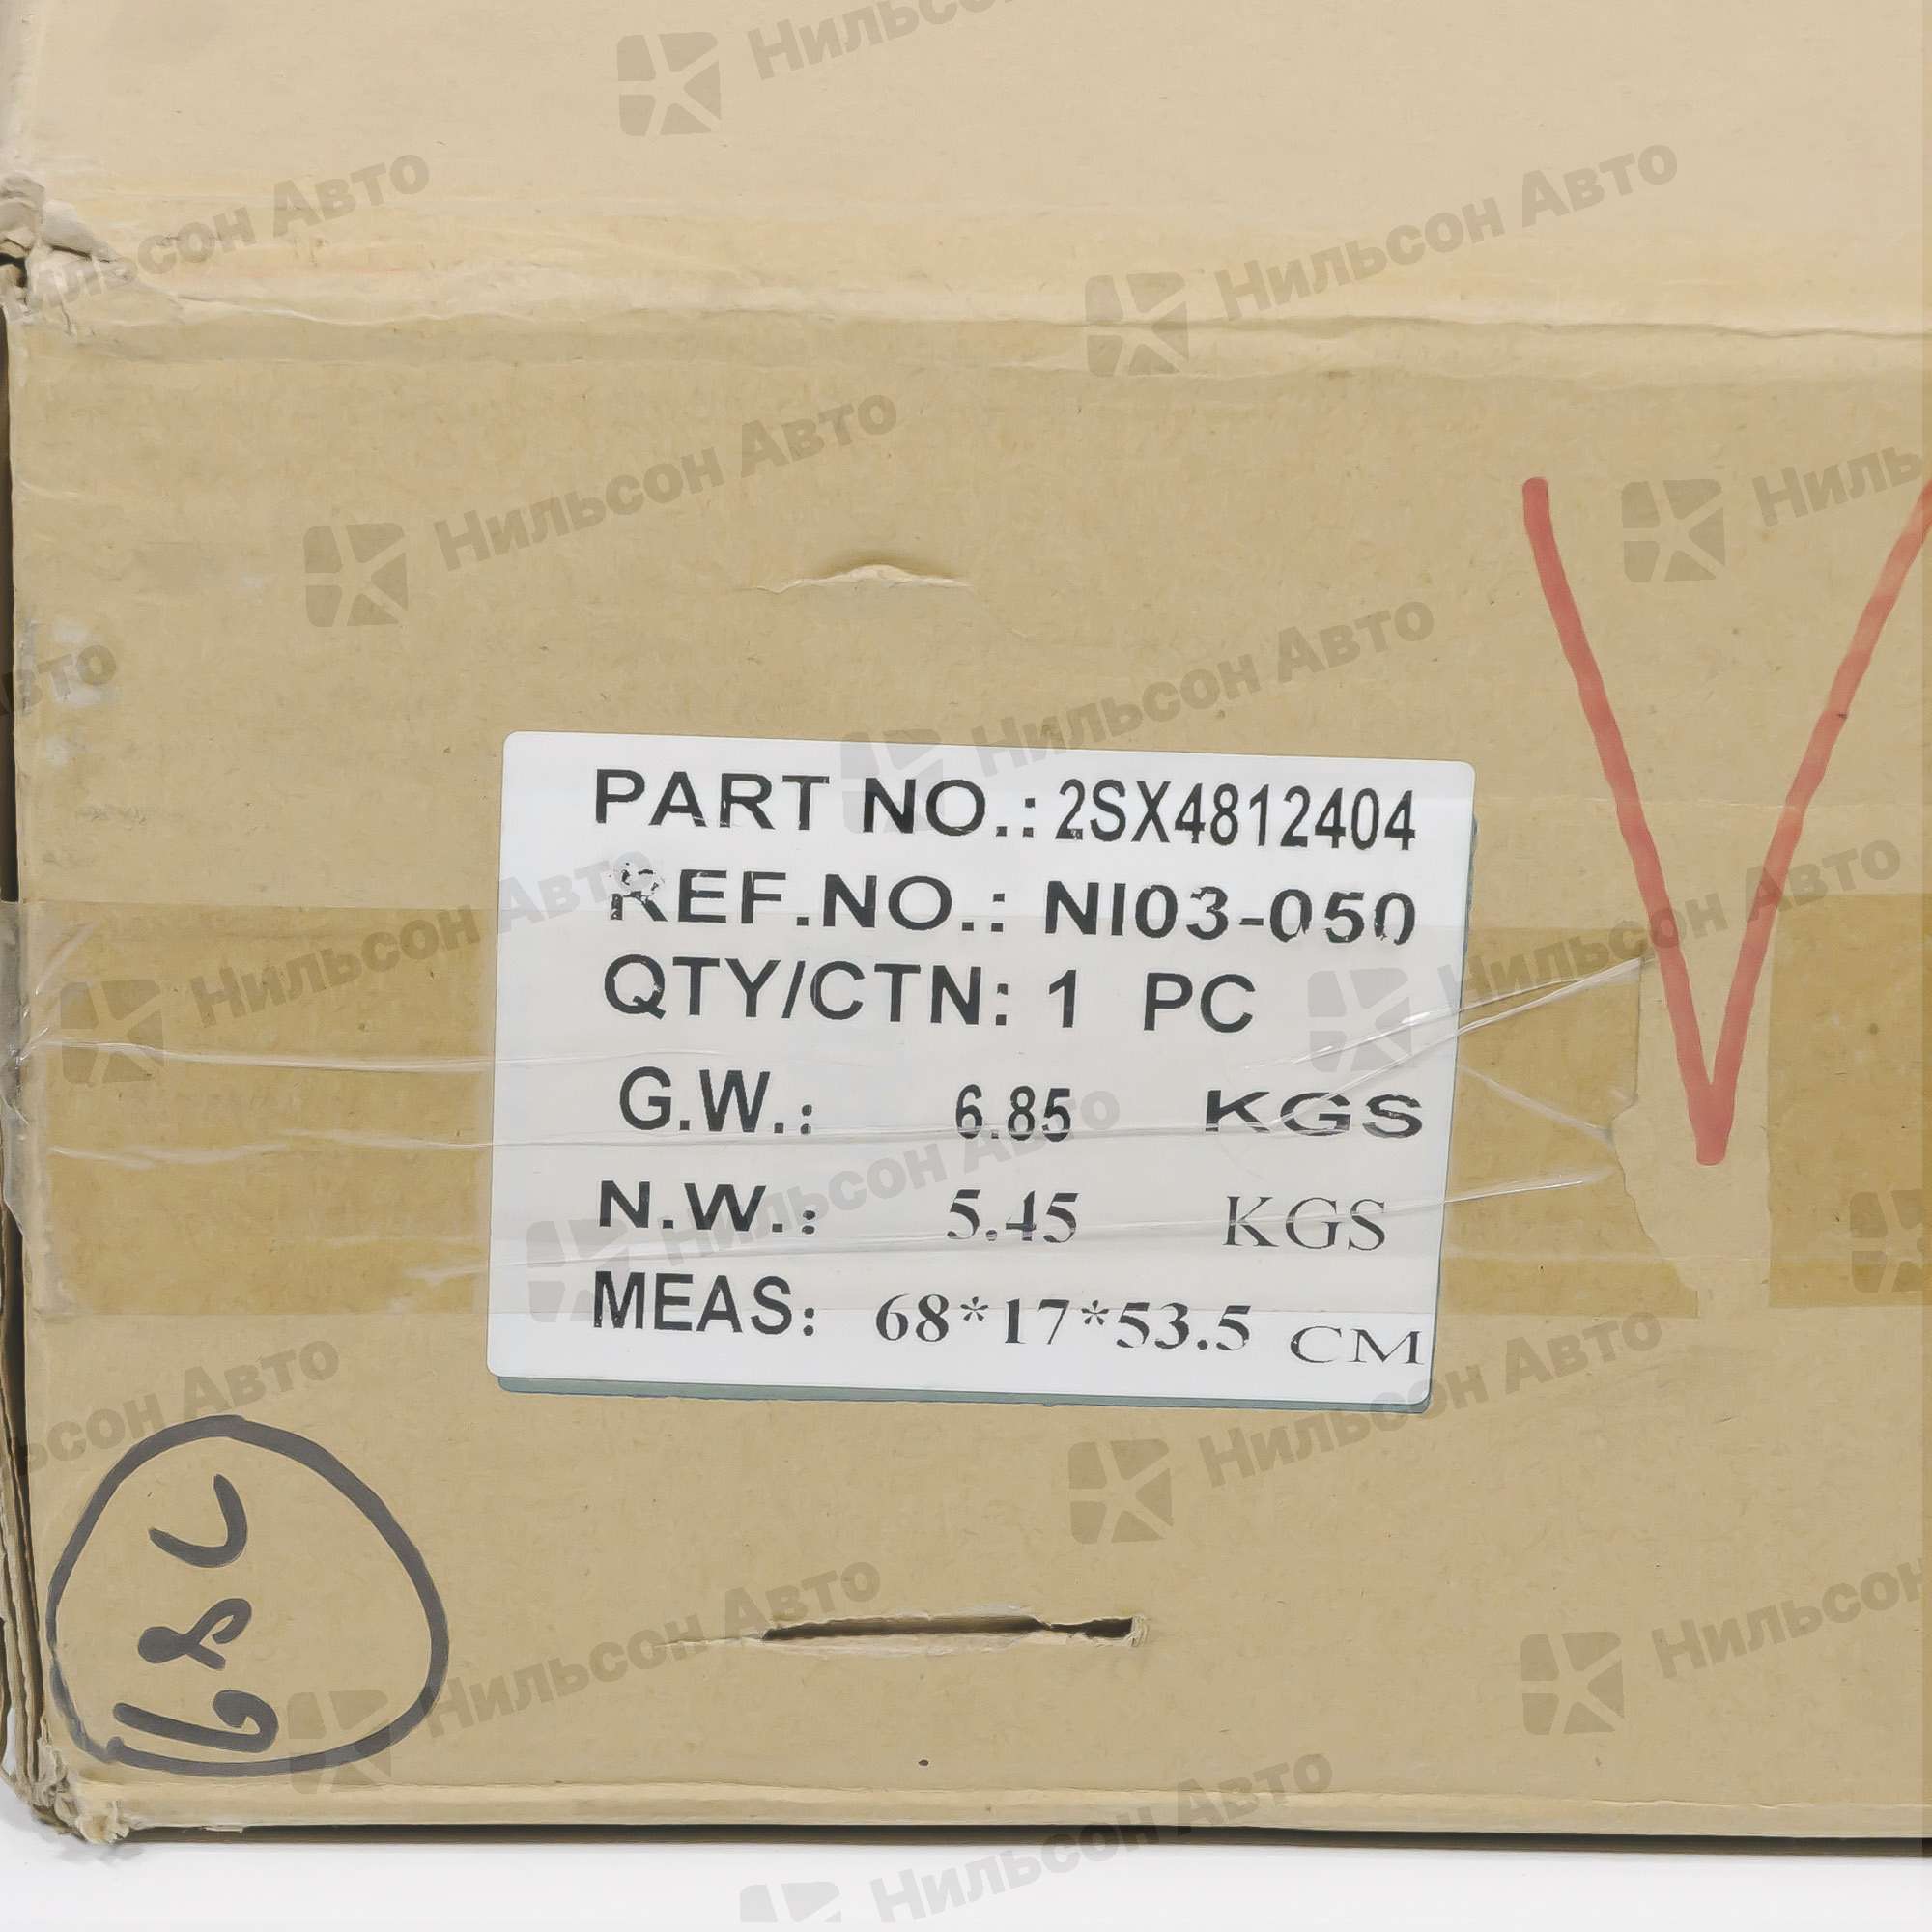 PART NO.: 2SX4812404
REF.NO.: NI03-050
QTY/CTN: 1 PC
G.W.: 6.85 KGS
N.W.: 5.45 KGS
MEAS: 68*17*53.5 CM
Нильсон Авто